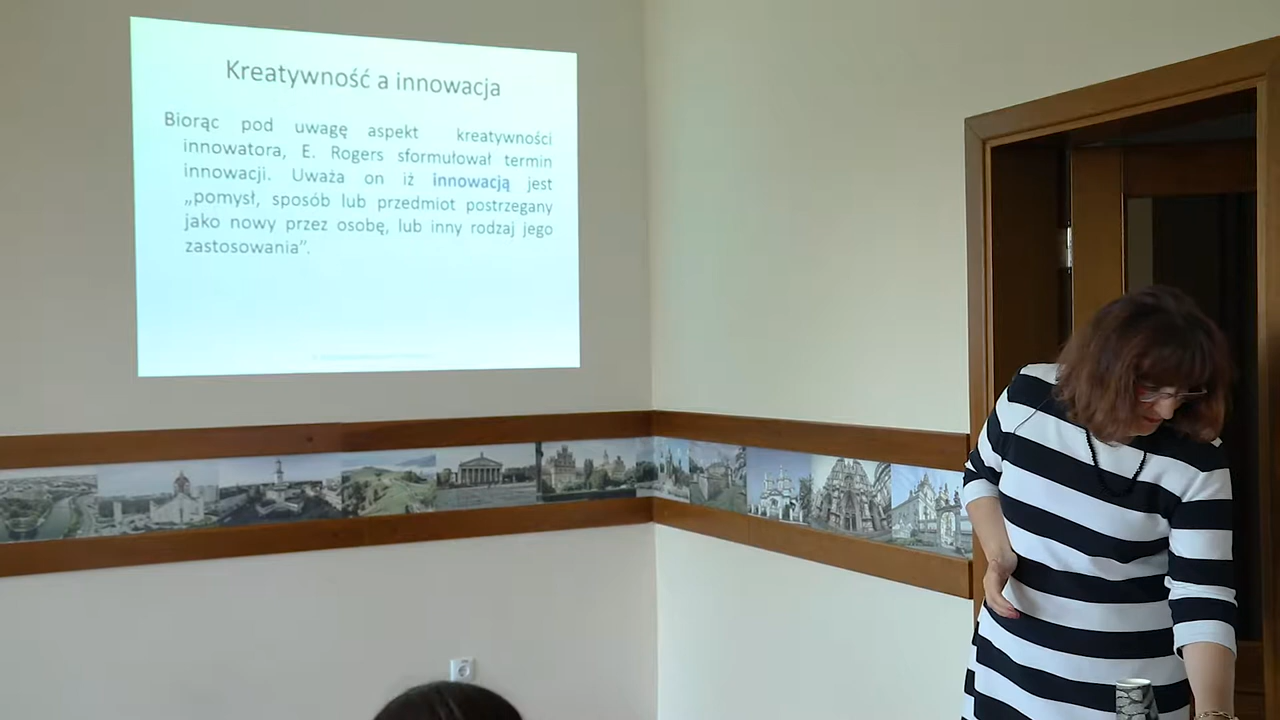 Kreatywność a innowacja
Biorąc pod uwagę aspekt kreatywności
innowatora, E. Rogers sformułował termin
innowacji. Uważa on iż innowacją jest
„pomysł, sposób lub przedmiot postrzegany
jako nowy przez osobę, lub inny rodzaj jego
zastosowania”.